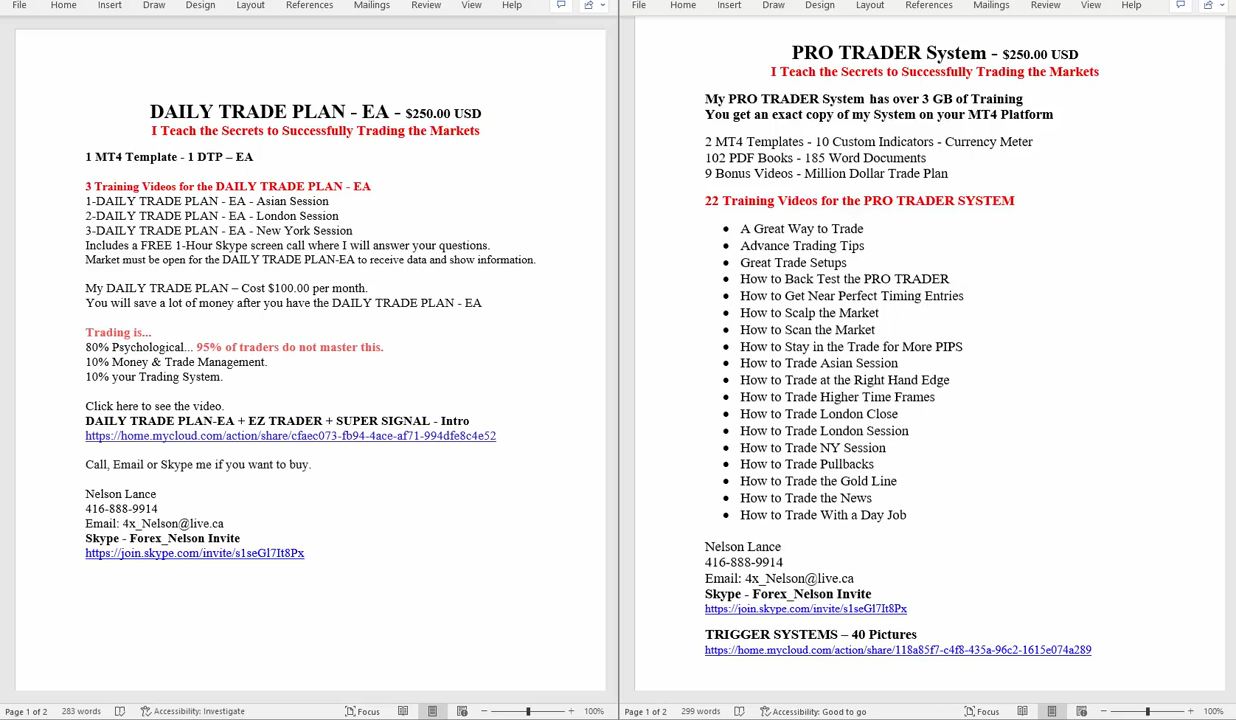 File Home Insert Draw Design Layout References Mailings Review View Help
DAILY TRADE PLAN - EA - $250.00 USD
I Teach the Secrets to Successfully Trading the Markets
1 MT4 Template - 1 DTP – EA
3 Training Videos for the DAILY TRADE PLAN - EA
1-DAILY TRADE PLAN - EA - Asian Session
2-DAILY TRADE PLAN - EA - London Session
3-DAILY TRADE PLAN - EA - New York Session
Includes a FREE 1-Hour Skype screen call where I will answer your questions.
Market must be open for the DAILY TRADE PLAN-EA to receive data and show information.
My DAILY TRADE PLAN – Cost $100.00 per month.
You will save a lot of money after you have the DAILY TRADE PLAN - EA
Trading is...
80% Psychological... 95% of traders do not master this.
10% Money & Trade Management.
10% your Trading System.
Click here to see the video.
DAILY TRADE PLAN-EA + EZ TRADER + SUPER SIGNAL - Intro
https://home.mycloud.com/action/share/cfaec073-fb94-4ace-af71-994dfe8c4e52
Call, Email or Skype me if you want to buy.
Nelson Lance
416-888-9914
Email: 4x_Nelson@live.ca
Skype - Forex_Nelson Invite
https://join.skype.com/invite/s1seGl7It8Px
Page 1 of 2 283 words Accessibility: Investigate Focus 100%
File Home Insert Draw Design Layout References Mailings Review View Help
PRO TRADER System - $250.00 USD
I Teach the Secrets to Successfully Trading the Markets
My PRO TRADER System has over 3 GB of Training
You get an exact copy of my System on your MT4 Platform
2 MT4 Templates - 10 Custom Indicators - Currency Meter
102 PDF Books - 185 Word Documents
9 Bonus Videos - Million Dollar Trade Plan
22 Training Videos for the PRO TRADER SYSTEM
• A Great Way to Trade
• Advance Trading Tips
• Great Trade Setups
• How to Back Test the PRO TRADER
• How to Get Near Perfect Timing Entries
• How to Scalp the Market
• How to Scan the Market
• How to Stay in the Trade for More PIPS
• How to Trade Asian Session
• How to Trade at the Right Hand Edge
• How to Trade Higher Time Frames
• How to Trade London Close
• How to Trade London Session
• How to Trade NY Session
• How to Trade Pullbacks
• How to Trade the Gold Line
• How to Trade the News
• How to Trade With a Day Job
Nelson Lance
416-888-9914
Email: 4x_Nelson@live.ca
Skype - Forex_Nelson Invite
https://join.skype.com/invite/s1seGl7It8Px
TRIGGER SYSTEMS – 40 Pictures
https://home.mycloud.com/action/share/118a85f7-c4f8-435a-96c2-1615e074a289
Page 1 of 2 299 words Accessibility: Good to go Focus 100%